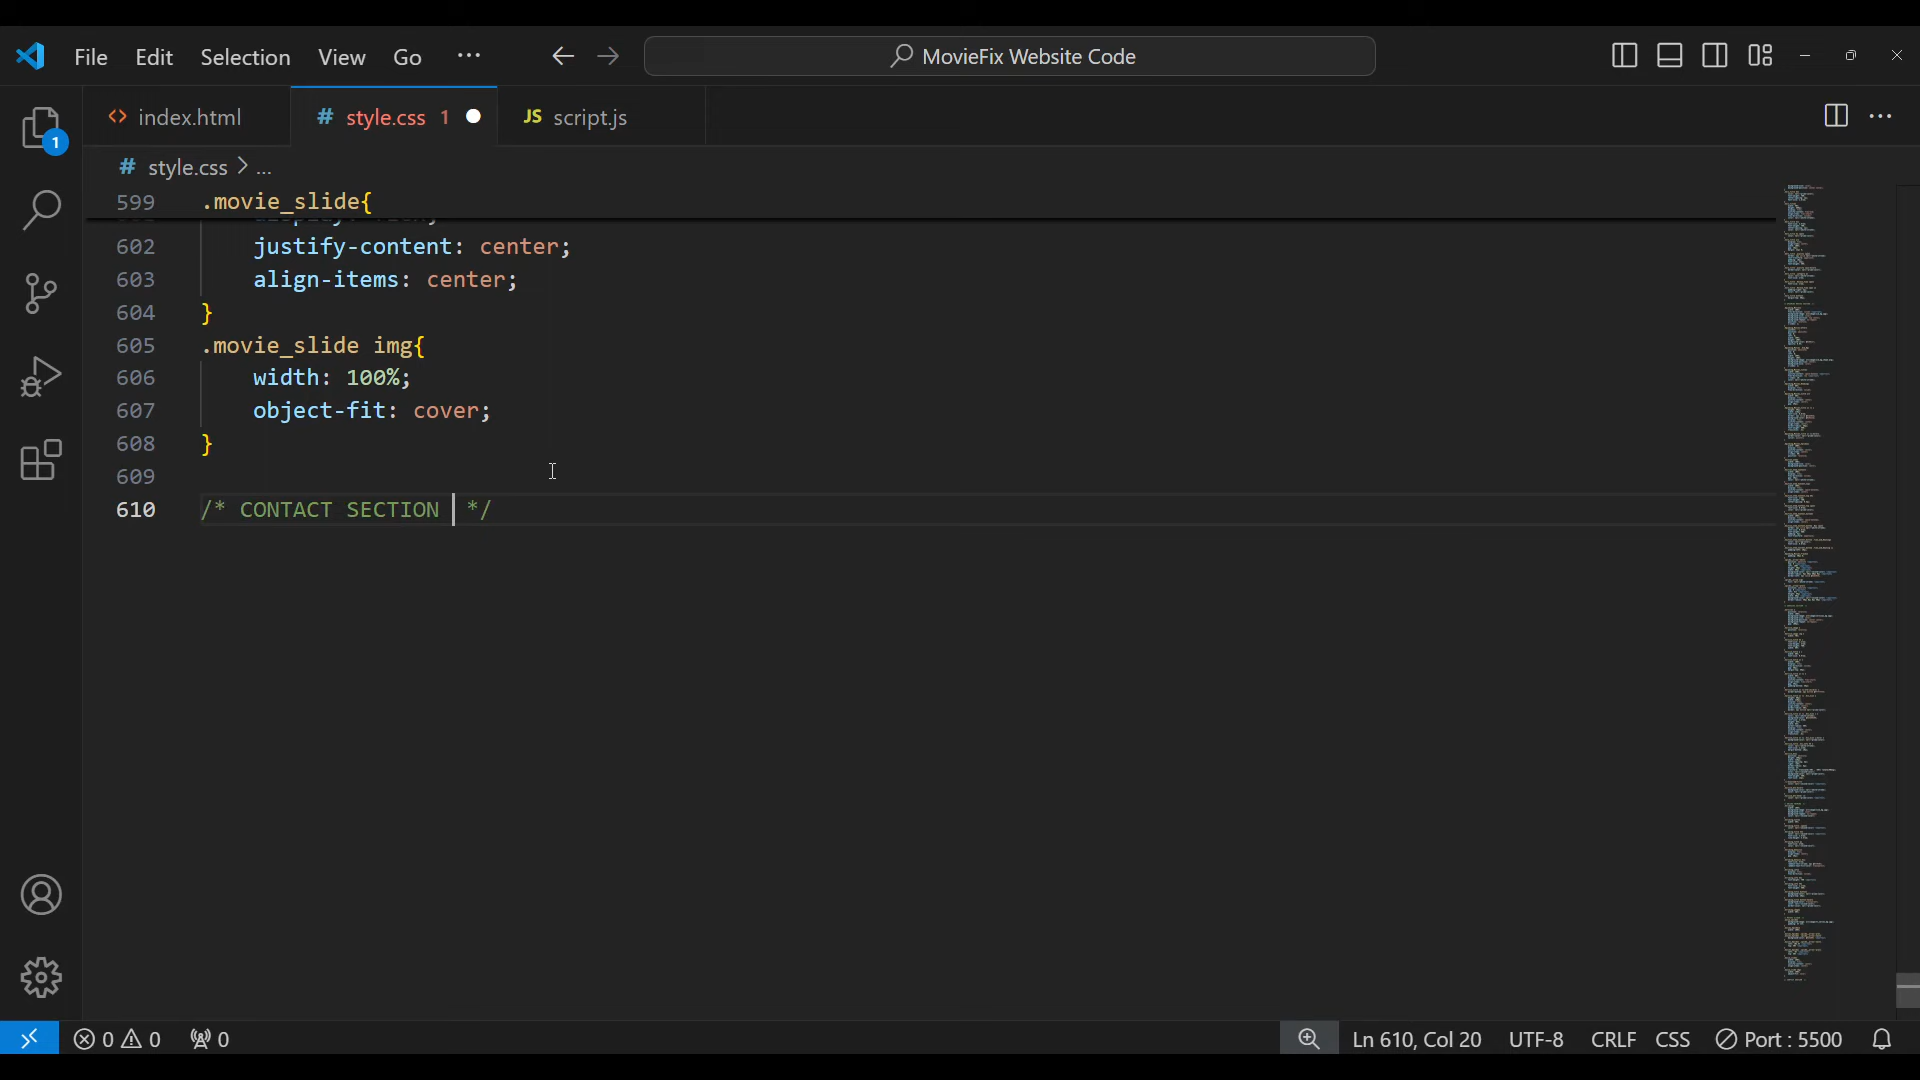 File Edit Selection View Go ··· MovieFix Website Code
index.html # style.css 1 JS script.js
# style.css > ...
599 .movie_slide{
602 justify-content: center;
603 align-items: center;
604 }
605 .movie_slide img{
606 width: 100%;
607 object-fit: cover;
608 }
609
610 /* CONTACT SECTION */
1
0 0 0 Ln 610, Col 20 UTF-8 CRLF CSS Port : 5500